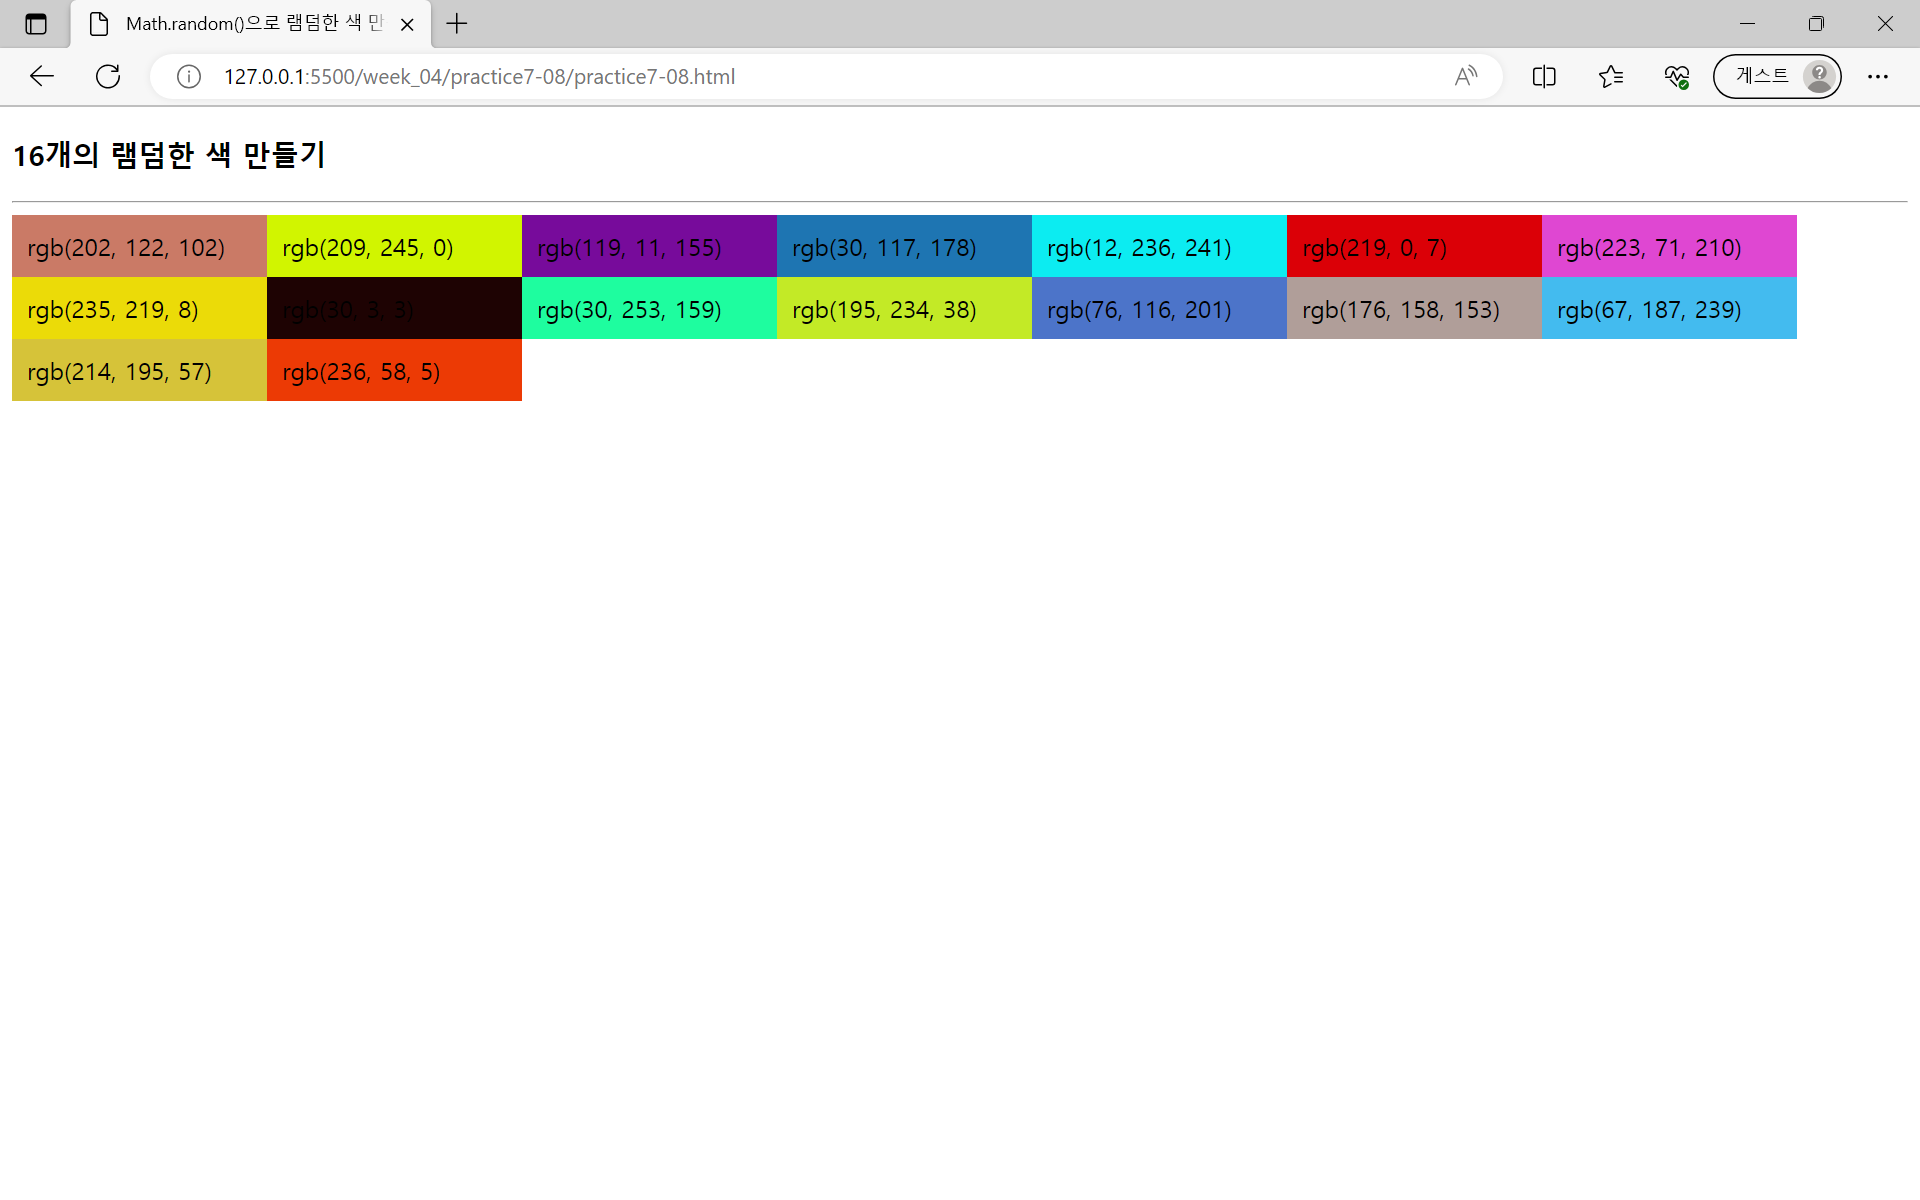 Math.random()으로 램덤한 색 만
127.0.0.1:5500/week_04/practice7-08/practice7-08.html
게스트
16개의 램덤한 색 만들기
rgb(202, 122, 102) rgb(209, 245, 0) rgb(119, 11, 155) rgb(30, 117, 178) rgb(12, 236, 241) rgb(219, 0, 7) rgb(223, 71, 210)
rgb(235, 219, 8) rgb(30, 3, 3) rgb(30, 253, 159) rgb(195, 234, 38) rgb(76, 116, 201) rgb(176, 158, 153) rgb(67, 187, 239)
rgb(214, 195, 57) rgb(236, 58, 5)